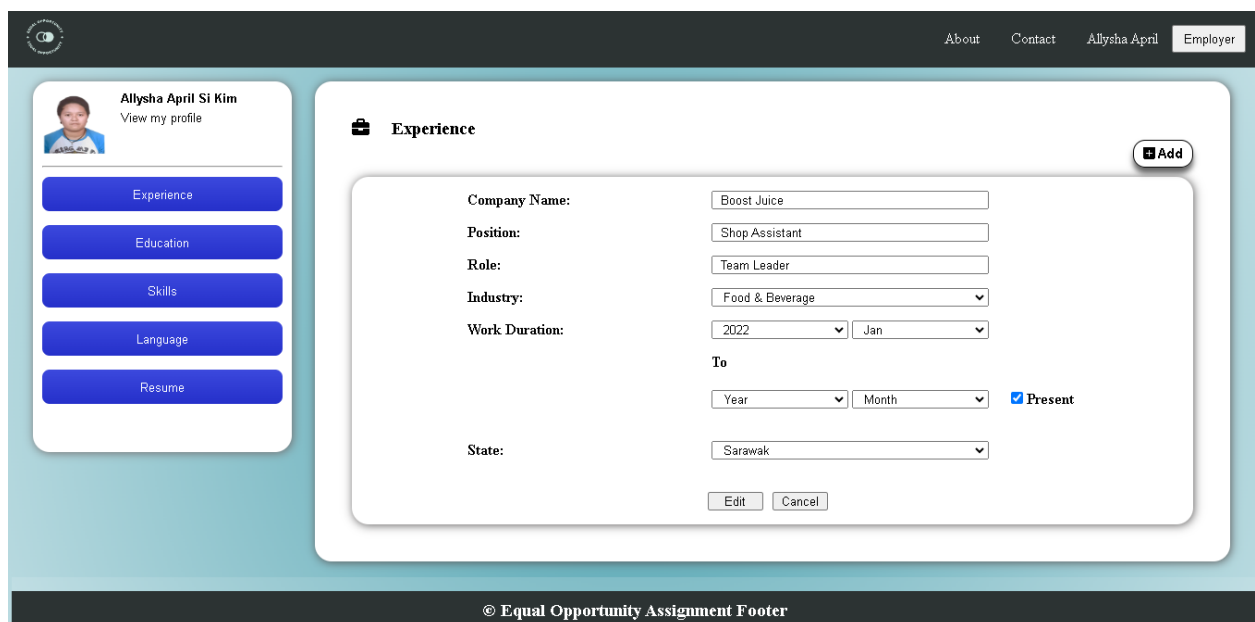 EQUAL OPPORTUNITY
About Contact Allysha April Employer
Allysha April Si Kim
View my profile
Experience
Education
Skills
Language
Resume
Experience
Add
Company Name: Boost Juice
Position: Shop Assistant
Role: Team Leader
Industry: Food & Beverage
Work Duration: 2022 Jan
To
Year Month Present
State: Sarawak
Edit Cancel
© Equal Opportunity Assignment Footer